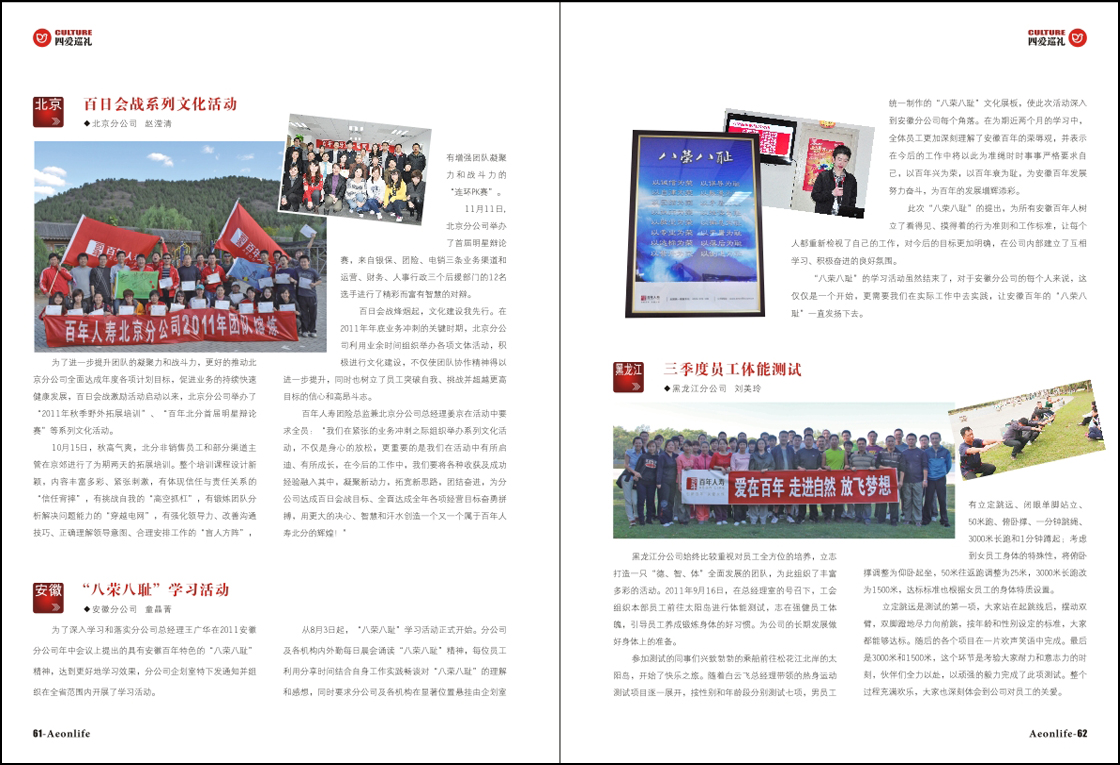 CULTURE
四爱巡礼
北京
百日会战系列文化活动
◆北京分公司 赵滢清
百年人寿北京分公司2011年团队熔炼
为了进一步提升团队的凝聚力和战斗力，更好的推动北
京分公司全面达成年度各项计划目标，促进业务的持续快速
健康发展，百日会战激励活动启动以来，北京分公司举办了
“2011年秋季野外拓展培训”、“百年北分首届明星辩论
赛”等系列文化活动。
10月15日，秋高气爽，北分非销售员工和部分渠道主
管在京郊进行了为期两天的拓展培训。整个培训课程设计新
颖，内容丰富多彩、紧张刺激，有体现信任与责任关系的
“信任背摔”，有挑战自我的“高空抓杠”，有锻炼团队分
析解决问题能力的“穿越电网”，有强化领导力、改善沟通
技巧、正确理解领导意图、合理安排工作的“盲人方阵”，
有增强团队凝聚
力和战斗力的
“连环PK赛”。
11月11日，
北京分公司举办
了首届明星辩论
赛，来自银保、团险、电销三条业务渠道和
运营、财务、人事行政三个后援部门的12名
选手进行了精彩而富有智慧的对辩。
百日会战烽烟起，文化建设我先行。在
2011年年底业务冲刺的关键时期，北京分公
司利用业余时间组织举办各项文体活动，积
极进行文化建设，不仅使团队协作精神得以
进一步提升，同时也树立了员工突破自我、挑战并超越更高
目标的信心和高昂斗志。
百年人寿团险总监兼北京分公司总经理姜京在活动中要
求全员：“我们在紧张的业务冲刺之际组织举办系列文化活
动，不仅是身心的放松，更重要的是我们在活动中有所启
迪、有所成长，在今后的工作中，我们要将各种收获及成功
经验融入其中，凝聚新动力，拓宽新思路，团结奋进，为分
公司达成百日会战目标、全面达成全年各项经营目标奋勇拼
搏，用更大的决心、智慧和汗水创造一个又一个属于百年人
寿北分的辉煌！”
安徽
“八荣八耻”学习活动
◆安徽分公司 童晶菁
为了深入学习和落实分公司总经理王广华在2011安徽
分公司年中会议上提出的具有安徽百年特色的“八荣八耻”
精神，达到更好地学习效果，分公司企划室特下发通知并组
织在全省范围内开展了学习活动。
从8月3日起，“八荣八耻”学习活动正式开始。分公司
及各机构内外勤每日晨会诵读“八荣八耻”精神，每位员工
利用分享时间结合自身工作实践畅谈对“八荣八耻”的理解
和感想，同时要求分公司及各机构在显著位置悬挂由企划室
61-Aeonlife
CULTURE
四爱巡礼
八荣八耻
统一制作的“八荣八耻”文化展板，使此次活动深入
到安徽分公司每个角落。在为期近两个月的学习中，
全体员工更加深刻理解了安徽百年的荣辱观，并表示
在今后的工作中将以此为准绳时时事事严格要求自
己，以百年兴为荣，以百年衰为耻，为安徽百年发展
努力奋斗，为百年的发展增辉添彩。
此次“八荣八耻”的提出，为所有安徽百年人树
立了看得见、摸得着的行为准则和工作标准，让每个
人都重新检视了自己的工作，对今后的目标更加明确，在公司内部建立了互相
学习、积极奋进的良好氛围。
“八荣八耻”的学习活动虽然结束了，对于安徽分公司的每个人来说，这
仅仅是一个开始，更需要我们在实际工作中去实践，让安徽百年的“八荣八
耻”一直发扬下去。
黑龙江
三季度员工体能测试
◆黑龙江分公司 刘美玲
百年人寿
爱在百年 走进自然 放飞梦想
黑龙江分公司始终比较重视对员工全方位的培养，立志
打造一只“德、智、体”全面发展的团队，为此组织了丰富
多彩的活动。2011年9月16日，在总经理室的号召下，工会
组织本部员工前往太阳岛进行体能测试，志在强健员工体
魄，引导员工养成锻炼身体的好习惯。为公司的长期发展做
好身体上的准备。
参加测试的同事们兴致勃勃的乘船前往松花江北岸的太
阳岛，开始了快乐之旅。随着白云飞总经理带领的热身运动
测试项目逐一展开，按性别和年龄段分别测试七项，男员工
有立定跳远、闭眼单脚站立、
50米跑、俯卧撑、一分钟跳绳、
3000米长跑和1分钟蹲起；考虑
到女员工身体的特殊性，将俯卧
撑调整为仰卧起坐，50米往返跑调整为25米，3000米长跑改
为1500米，达标标准也根据女员工的身体特质设置。
立定跳远是测试的第一项，大家站在起跳线后，摆动双
臂，双脚蹬地尽力向前跳，按年龄和性别设定的标准，大家
都能够达标。随后的各个项目在一片欢声笑语中完成。最后
是3000米和1500米，这个环节是考验大家耐力和意志力的时
刻，伙伴们全力以赴，以顽强的毅力完成了此项测试。整个
过程充满欢乐，大家也深刻体会到公司对员工的关爱。
Aeonlife-62